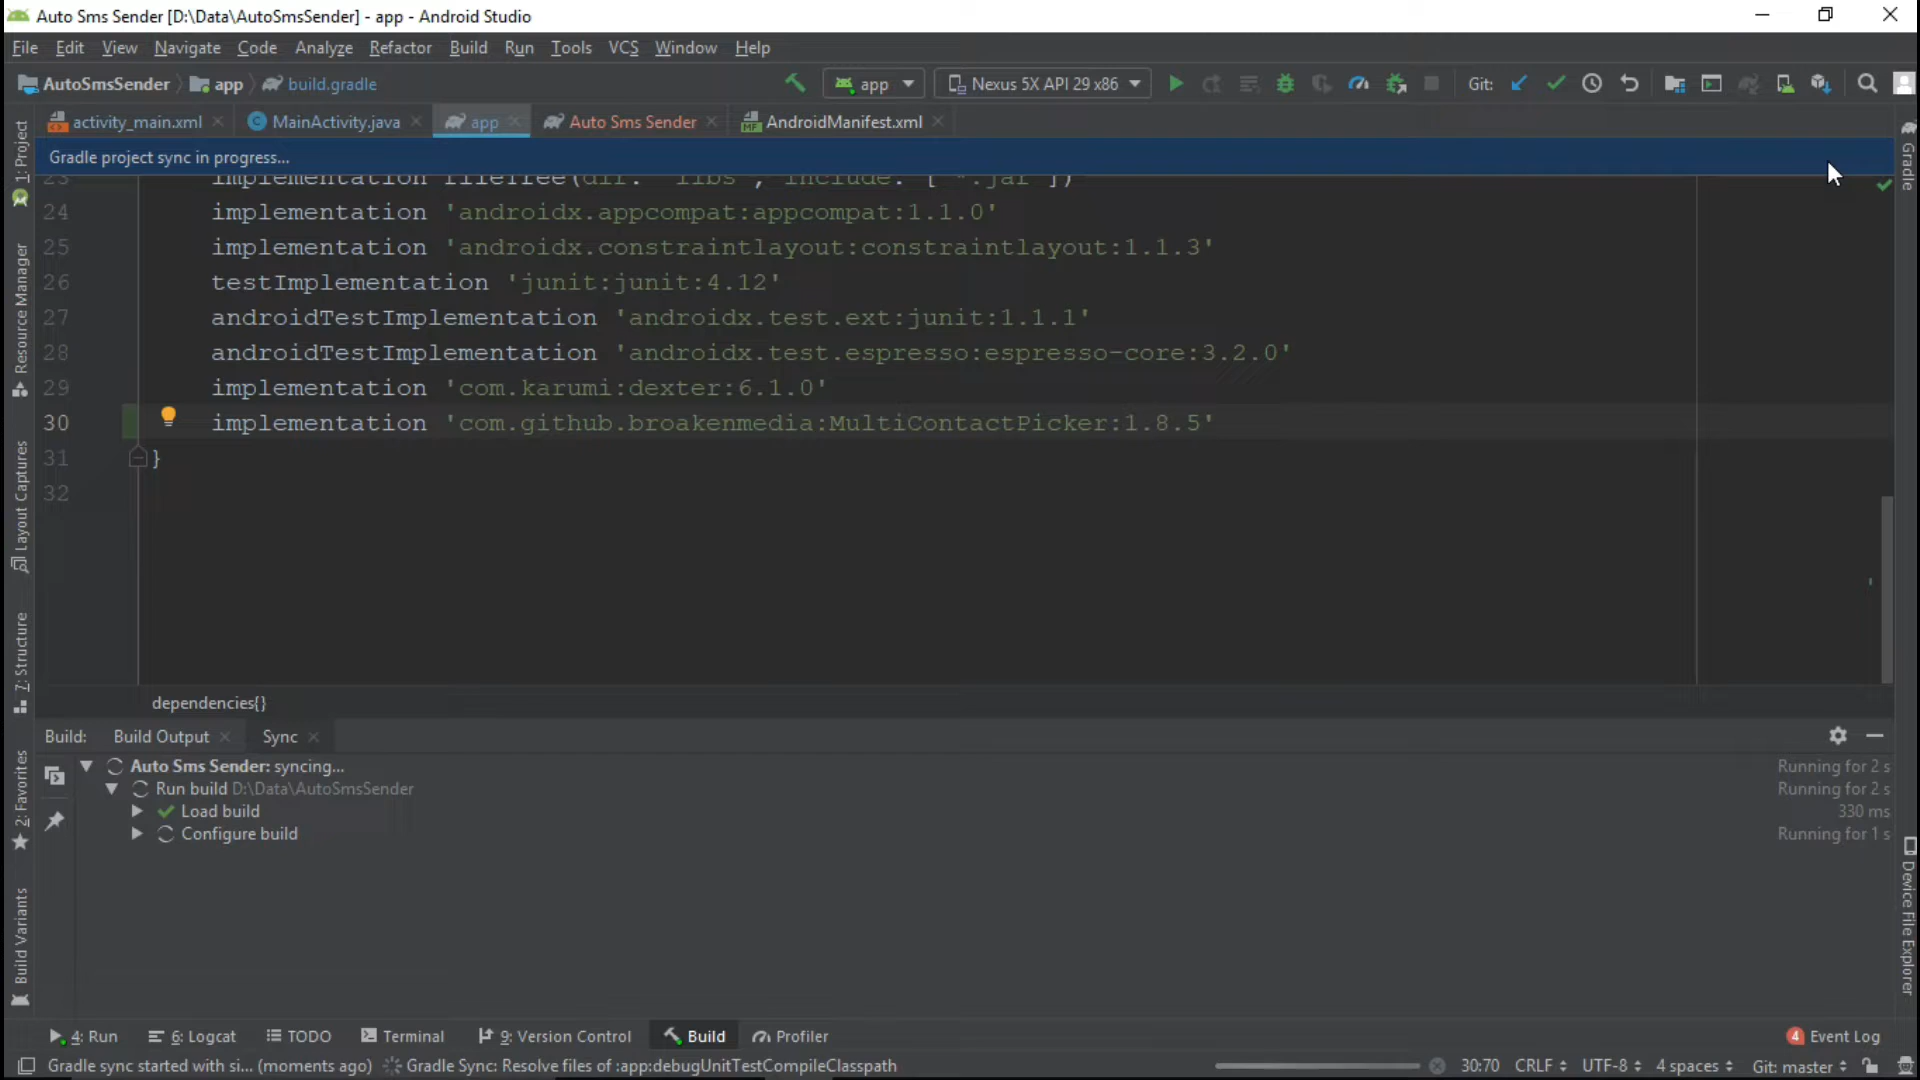 Auto Sms Sender [D:\Data\AutoSmsSender] - app - Android Studio
File Edit View Navigate Code Analyze Refactor Build Run Tools VCS Window Help
AutoSmsSender app build.gradle app Nexus 5X API 29 x86 Git:
activity_main.xml MainActivity.java app Auto Sms Sender AndroidManifest.xml
Gradle project sync in progress...
23 implementation fileTree(dir: 'libs', include: ['*.jar'])
24 implementation 'androidx.appcompat:appcompat:1.1.0'
25 implementation 'androidx.constraintlayout:constraintlayout:1.1.3'
26 testImplementation 'junit:junit:4.12'
27 androidTestImplementation 'androidx.test.ext:junit:1.1.1'
28 androidTestImplementation 'androidx.test.espresso:espresso-core:3.2.0'
29 implementation 'com.karumi:dexter:6.1.0'
30 implementation 'com.github.broakenmedia:MultiContactPicker:1.8.5'
31 }
32
dependencies{}
1: Project
Resource Manager
Layout Captures
7: Structure
2: Favorites
Build Variants
Gradle
Device File Explorer
Build: Build Output Sync
Auto Sms Sender: syncing... Running for 2 s
Run build D:\Data\AutoSmsSender Running for 2 s
Load build 330 ms
Configure build Running for 1 s
4: Run 6: Logcat TODO Terminal 9: Version Control Build Profiler 4 Event Log
Gradle sync started with si... (moments ago) Gradle Sync: Resolve files of :app:debugUnitTestCompileClasspath 30:70 CRLF UTF-8 4 spaces Git: master